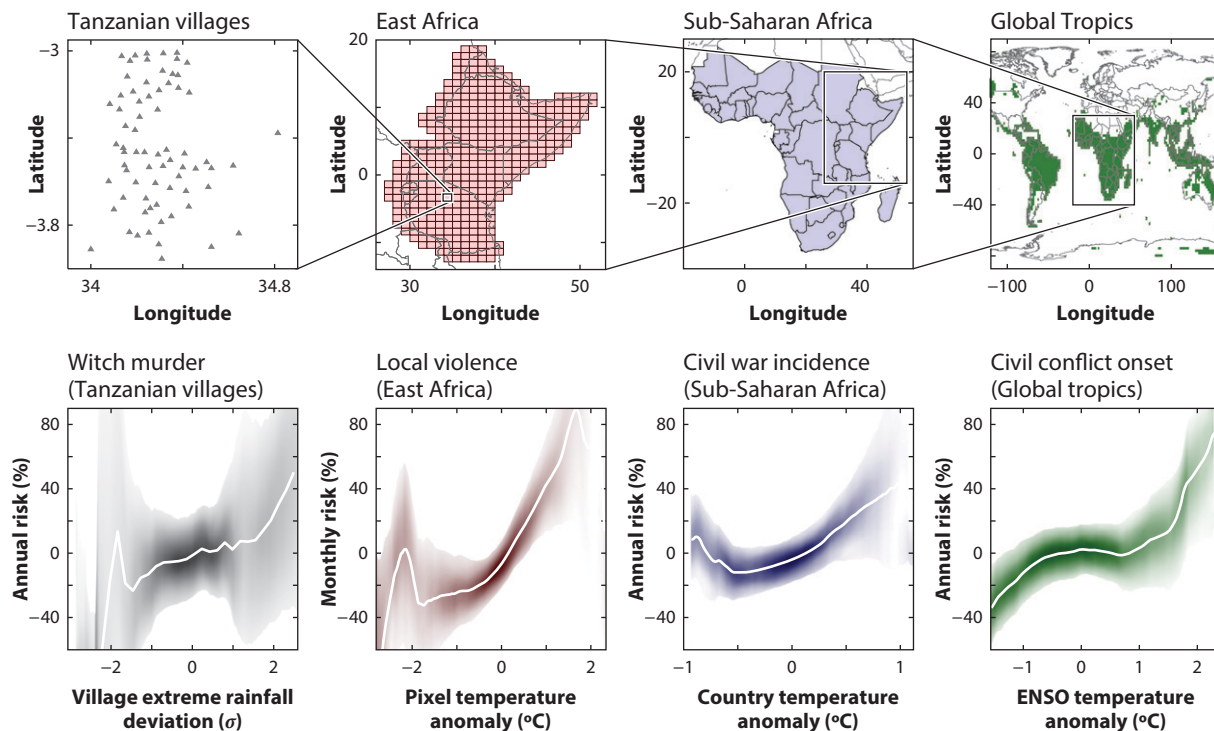 Tanzanian villages
East Africa
Sub-Saharan Africa
Global Tropics
−3
−3.8
34
34.8
Latitude
Longitude
20
0
30
50
Latitude
Longitude
20
−20
0
40
Latitude
Longitude
40
0
−40
−100
0
100
Latitude
Longitude
Witch murder
(Tanzanian villages)
Local violence
(East Africa)
Civil war incidence
(Sub-Saharan Africa)
Civil conflict onset
(Global tropics)
Annual risk (%)
80
40
0
−40
−2
0
2
Village extreme rainfall
deviation (σ)
Monthly risk (%)
80
40
0
−40
−2
−1
0
1
2
Pixel temperature
anomaly (ºC)
Annual risk (%)
80
40
0
−40
−1
0
1
Country temperature
anomaly (ºC)
Annual risk (%)
80
40
0
−40
−1
0
1
2
ENSO temperature
anomaly (ºC)